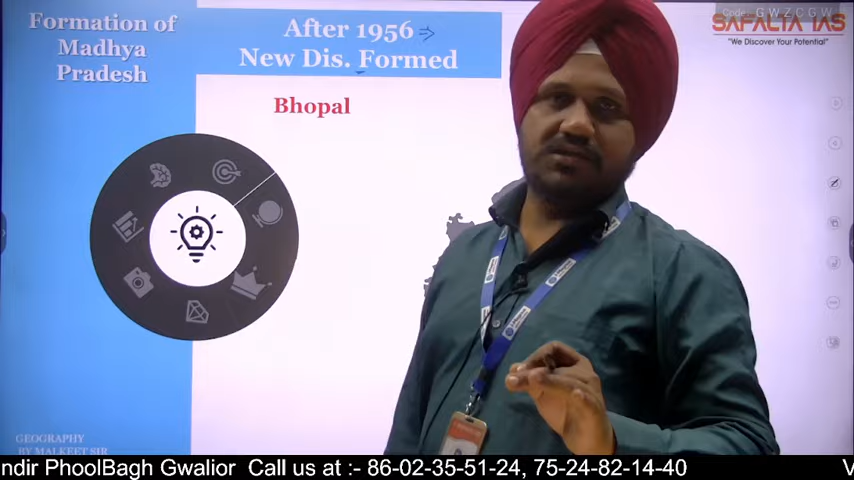 Formation of
Madhya
Pradesh
After 1956 ⇒
New Dis. Formed
Bhopal
Code: G W Z C G W
SAFALTA IAS
"We Discover Your Potential"
GEOGRAPHY
BY MALKEET SIR
ndir PhoolBagh Gwalior Call us at :- 86-02-35-51-24, 75-24-82-14-40
V